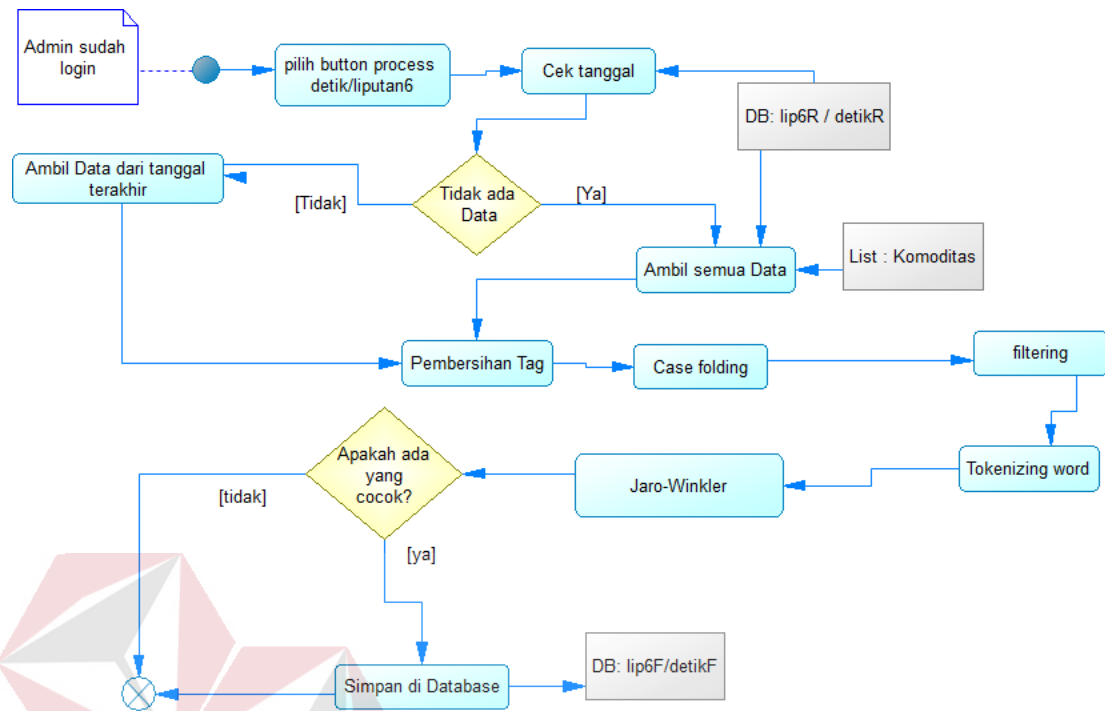 Admin sudah
login
pilih button process
detik/liputan6
Cek tanggal
DB: lip6R / detikR
Ambil Data dari tanggal
terakhir
[Tidak]
Tidak ada
Data
[Ya]
Ambil semua Data
List : Komoditas
Pembersihan Tag
Case folding
filtering
Tokenizing word
Jaro-Winkler
Apakah ada
yang
cocok?
[tidak]
[ya]
Simpan di Database
DB: lip6F/detikF